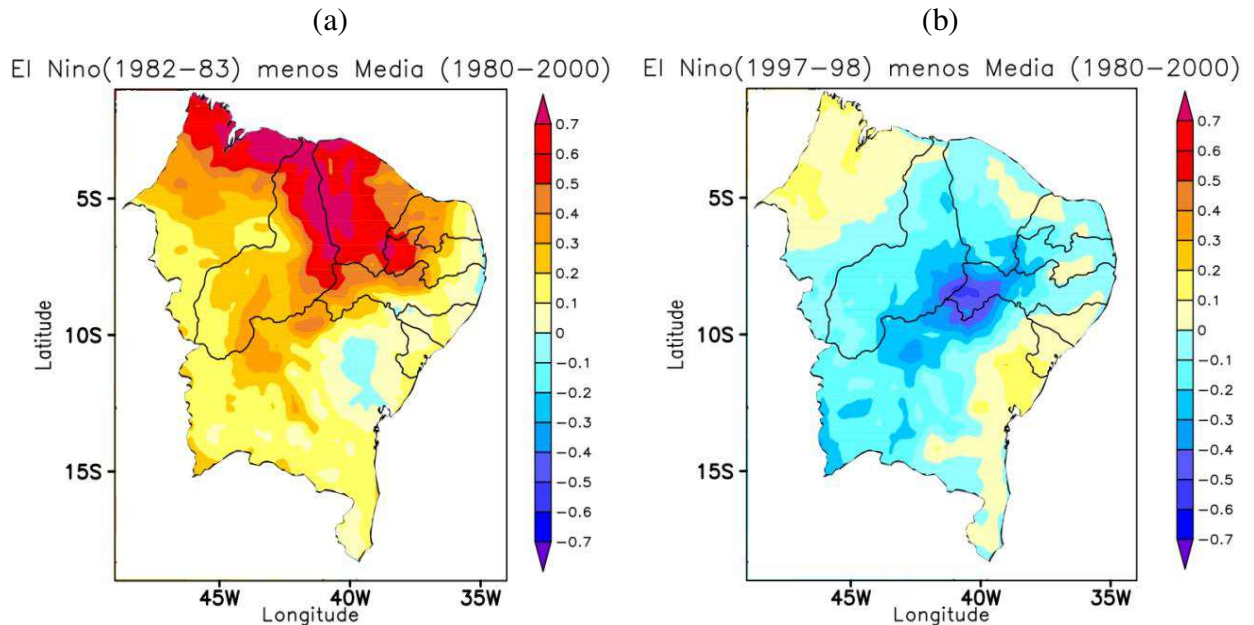 (a)
El Nino(1982-83) menos Media (1980-2000)
0.7
0.6
0.5
0.4
0.3
0.2
0.1
0
-0.1
-0.2
-0.3
-0.4
-0.5
-0.6
-0.7
5S
10S
15S
Latitude
45W
40W
35W
Longitude
(b)
El Nino(1997-98) menos Media (1980-2000)
0.7
0.6
0.5
0.4
0.3
0.2
0.1
0
-0.1
-0.2
-0.3
-0.4
-0.5
-0.6
-0.7
5S
10S
15S
Latitude
45W
40W
35W
Longitude